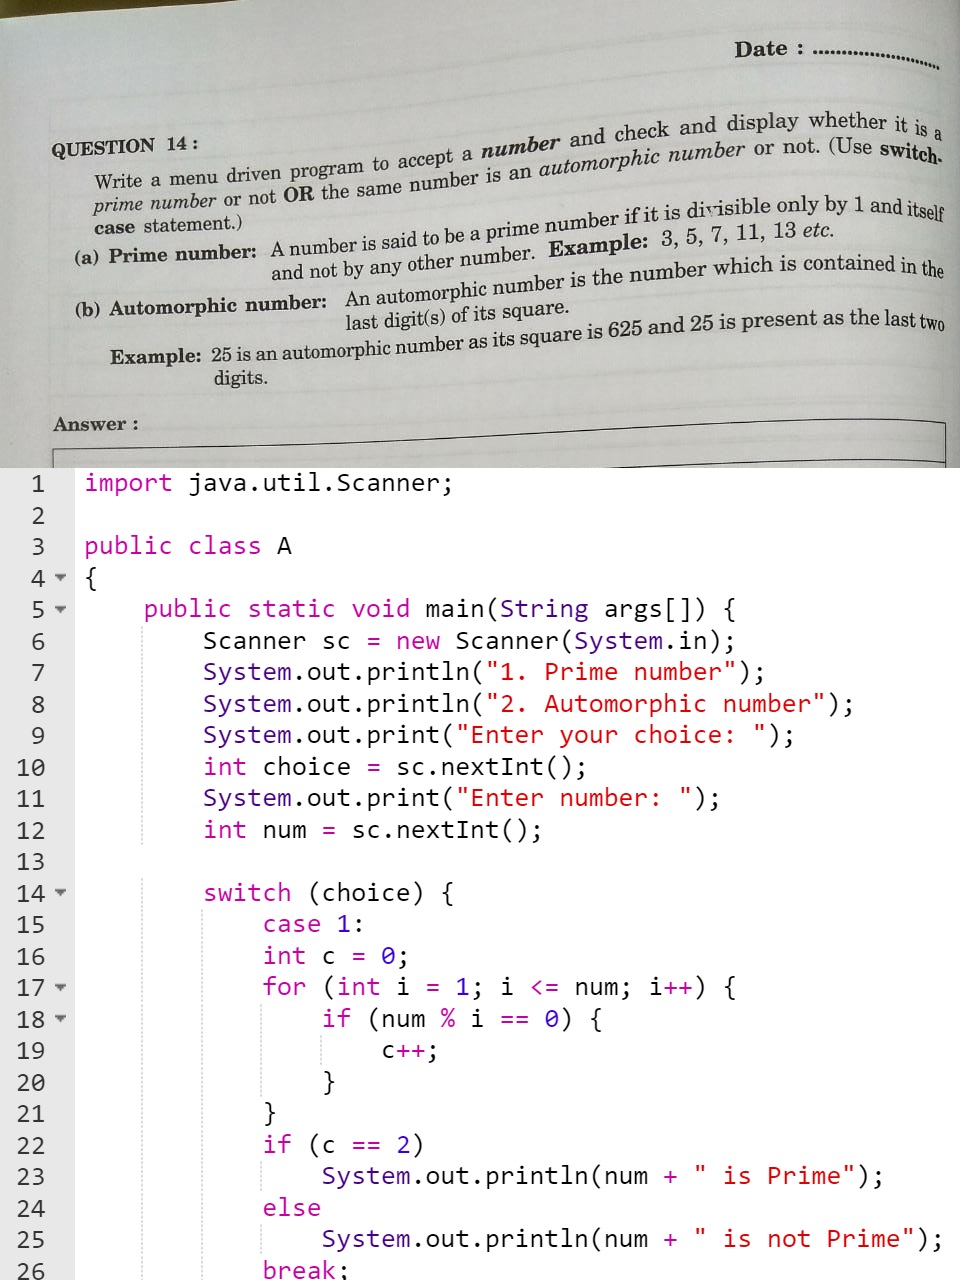 Date : ........................
QUESTION 14 :
Write a menu driven program to accept a number and check and display whether it is a
prime number or not OR the same number is an automorphic number or not. (Use switch-
case statement.)
(a) Prime number: A number is said to be a prime number if it is divisible only by 1 and itself
and not by any other number. Example: 3, 5, 7, 11, 13 etc.
(b) Automorphic number: An automorphic number is the number which is contained in the
last digit(s) of its square.
Example: 25 is an automorphic number as its square is 625 and 25 is present as the last two
digits.
Answer :
1 import java.util.Scanner;
2
3 public class A
4 {
5 public static void main(String args[]) {
6 Scanner sc = new Scanner(System.in);
7 System.out.println("1. Prime number");
8 System.out.println("2. Automorphic number");
9 System.out.print("Enter your choice: ");
10 int choice = sc.nextInt();
11 System.out.print("Enter number: ");
12 int num = sc.nextInt();
13
14 switch (choice) {
15 case 1:
16 int c = 0;
17 for (int i = 1; i <= num; i++) {
18 if (num % i == 0) {
19 c++;
20 }
21 }
22 if (c == 2)
23 System.out.println(num + " is Prime");
24 else
25 System.out.println(num + " is not Prime");
26 break;